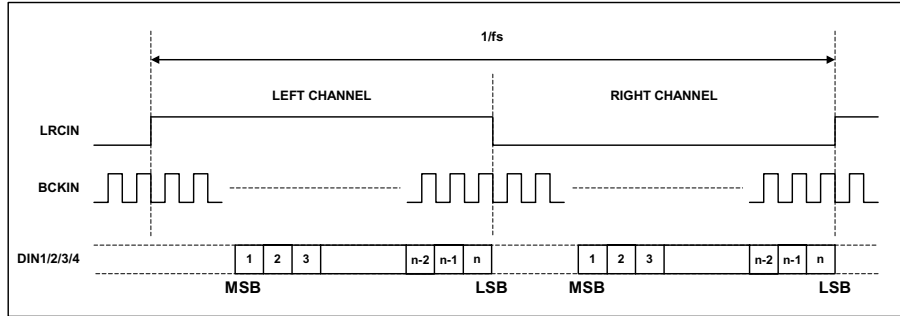 1/fs
LEFT CHANNEL RIGHT CHANNEL
LRCIN
BCKIN
DIN1/2/3/4 1 2 3 n-2 n-1 n 1 2 3 n-2 n-1 n
MSB LSB MSB LSB